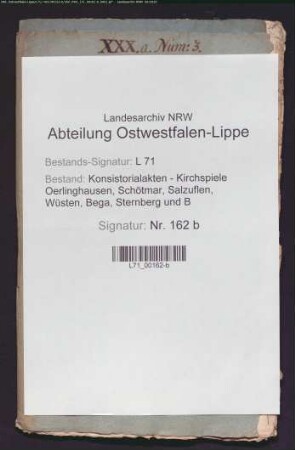 XXX. a. Num: 3.
Landesarchiv NRW
Abteilung Ostwestfalen-Lippe
Bestands-Signatur: L 71
Bestand: Konsistorialakten - Kirchspiele
Oerlinghausen, Schötmar, Salzuflen,
Wüsten, Bega, Sternberg und B
Signatur: Nr. 162 b
L71_00162-b